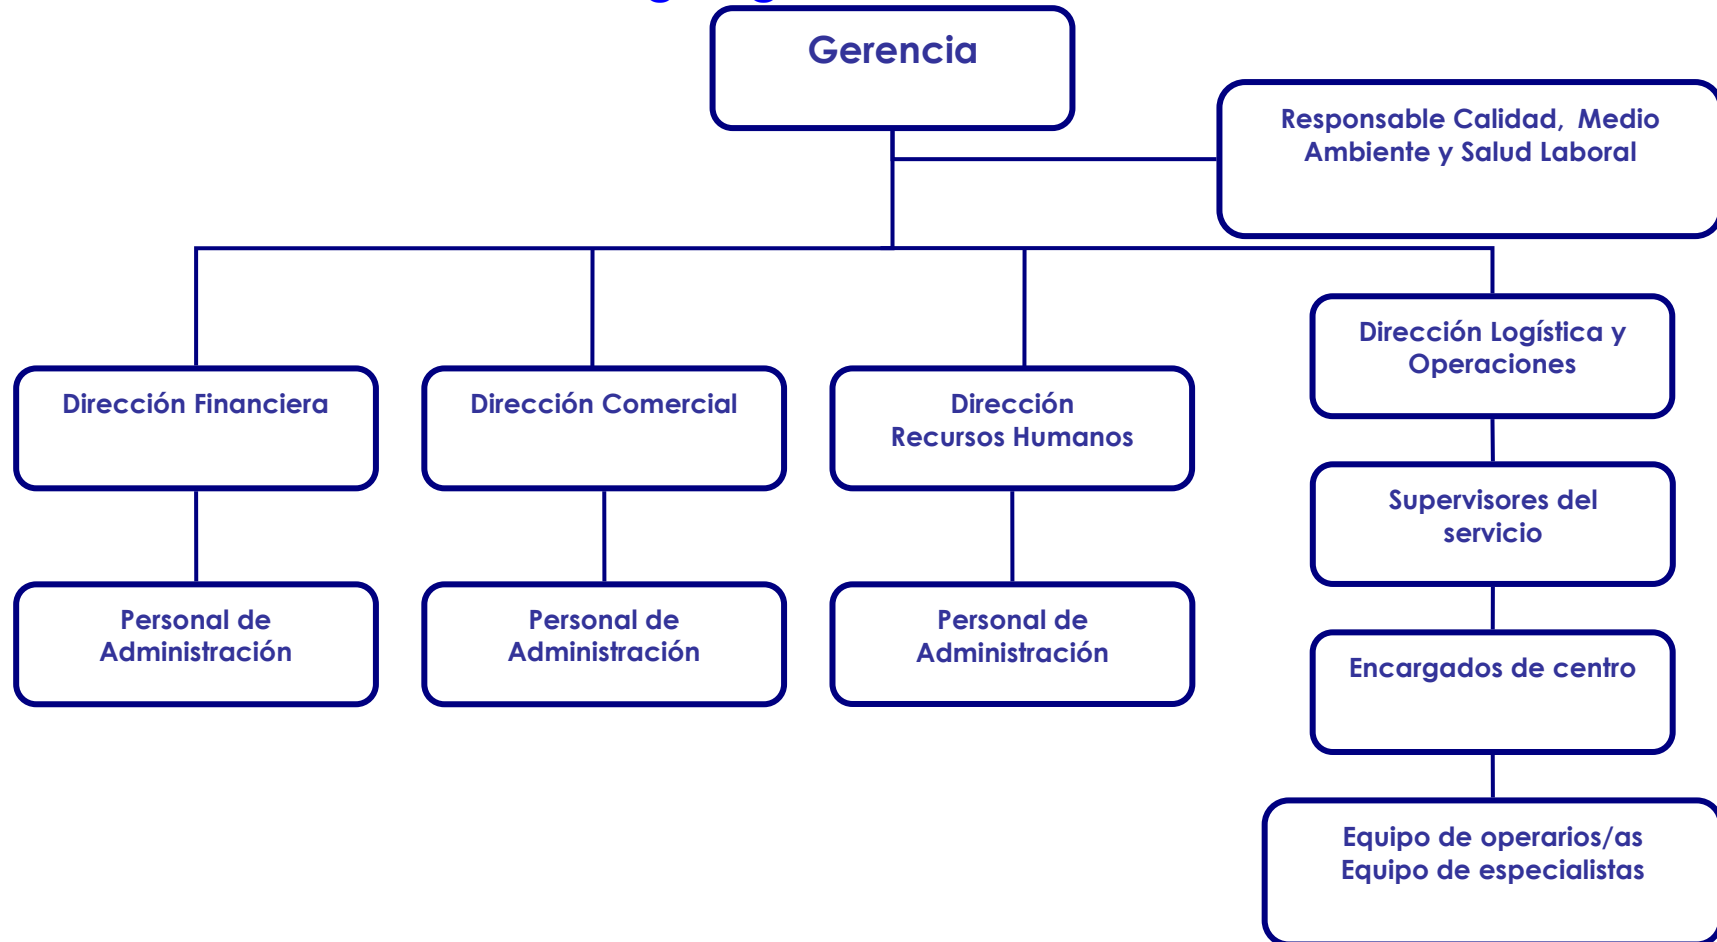 Gerencia
Responsable Calidad, Medio
Ambiente y Salud Laboral
Dirección Financiera
Dirección Comercial
Dirección
Recursos Humanos
Dirección Logística y
Operaciones
Supervisores del
servicio
Personal de
Administración
Personal de
Administración
Personal de
Administración
Encargados de centro
Equipo de operarios/as
Equipo de especialistas